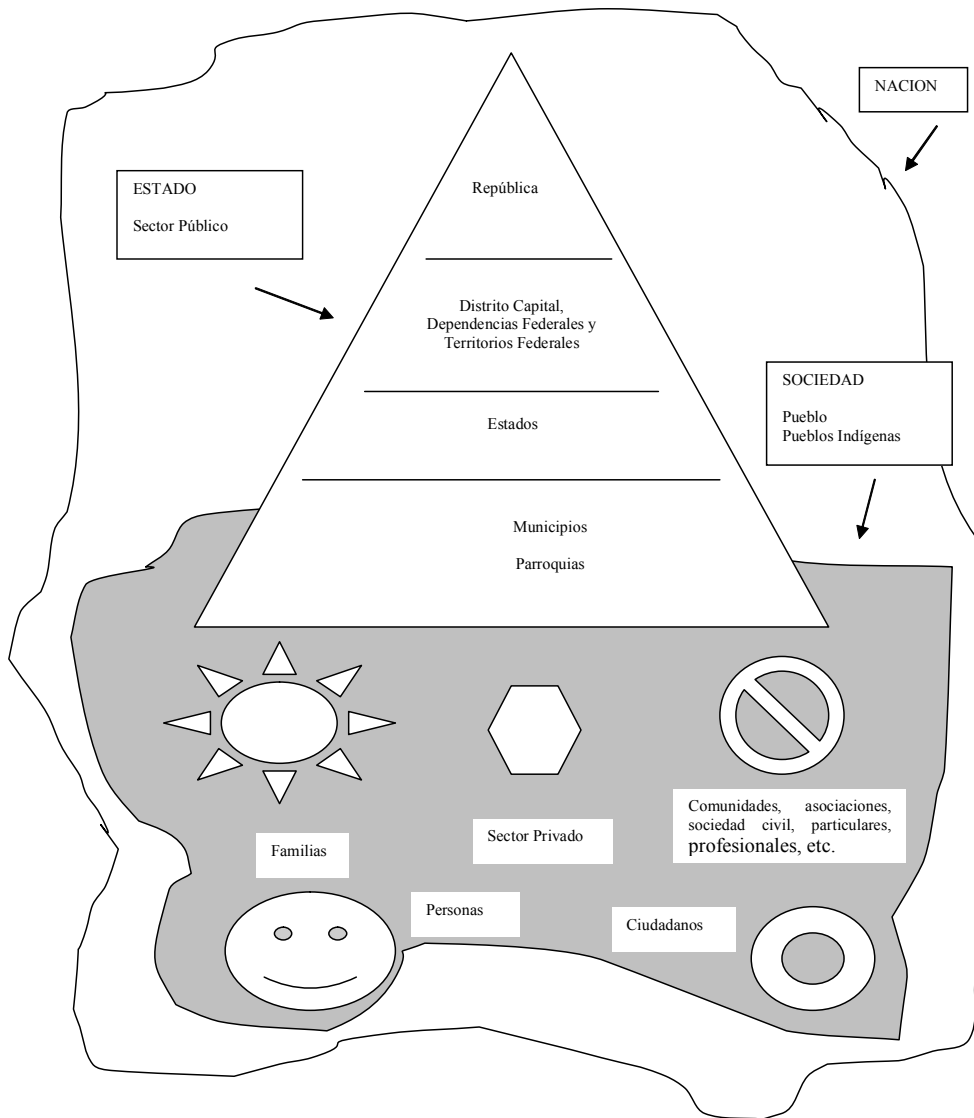 NACION
ESTADO
Sector Público
República
Distrito Capital,
Dependencias Federales y
Territorios Federales
SOCIEDAD
Pueblo
Pueblos Indígenas
Estados
Municipios
Parroquias
Familias
Sector Privado
Comunidades, asociaciones,
sociedad civil, particulares,
profesionales, etc.
Personas
Ciudadanos